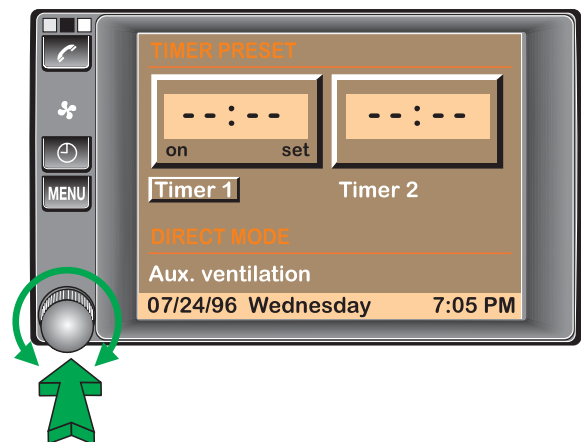 TIMER PRESET
--:-- --:--
on set
Timer 1 Timer 2
MENU
DIRECT MODE
Aux. ventilation
07/24/96 Wednesday 7:05 PM